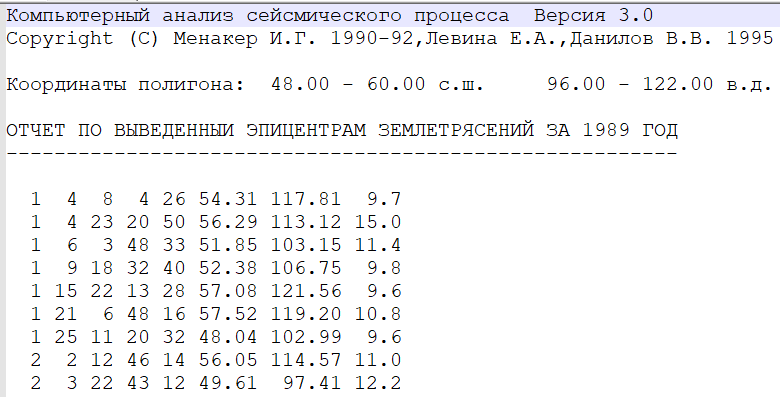 Компьютерный анализ сейсмического процесса  Версия 3.0
Copyright (C) Менакер И.Г. 1990-92,Левина Е.А.,Данилов В.В. 1995
Координаты полигона:  48.00 - 60.00 с.ш.     96.00 - 122.00 в.д.
ОТЧЕТ ПО ВЫВЕДЕННЫИ ЭПИЦЕНТРАМ ЗЕМЛЕТРЯСЕНИЙ ЗА 1989 ГОД
--------------------------------------------------------
  1  4  8  4 26 54.31 117.81  9.7
  1  4 23 20 50 56.29 113.12 15.0
  1  6  3 48 33 51.85 103.15 11.4
  1  9 18 32 40 52.38 106.75  9.8
  1 15 22 13 28 57.08 121.56  9.6
  1 21  6 48 16 57.52 119.20 10.8
  1 25 11 20 32 48.04 102.99  9.6
  2  2 12 46 14 56.05 114.57 11.0
  2  3 22 43 12 49.61  97.41 12.2